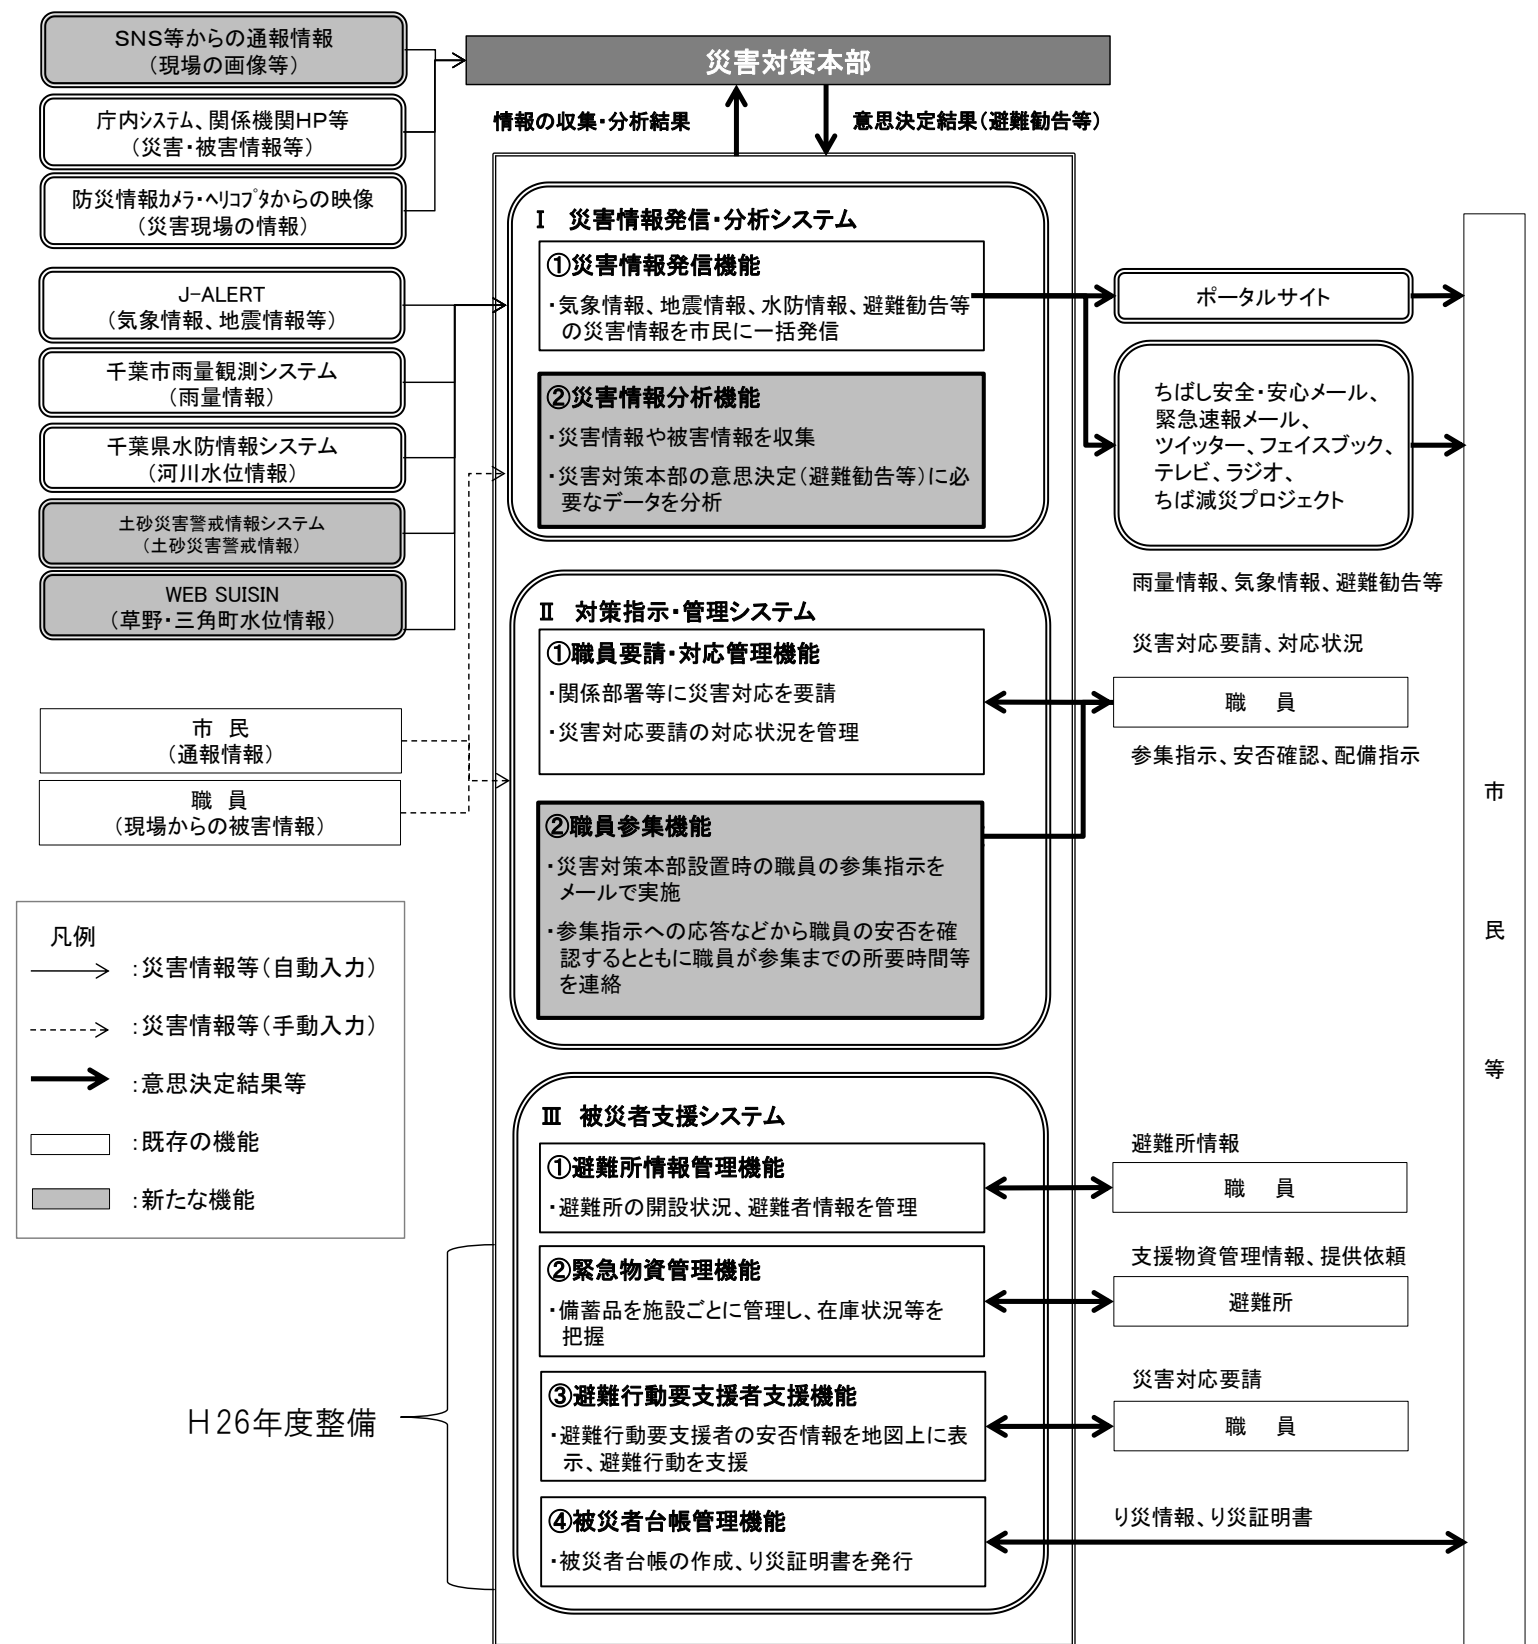 SNS等からの通報情報
(現場の画像等)
災害対策本部
庁内システム、関係機関HP等
(災害・被害情報等)
情報の収集・分析結果
意思決定結果(避難勧告等)
防災情報カメラ・ヘリコプタからの映像
(災害現場の情報)
Ⅰ 災害情報発信・分析システム
①災害情報発信機能
・気象情報、地震情報、水防情報、避難勧告等
の災害情報を市民に一括発信
②災害情報分析機能
・災害情報や被害情報を収集
・災害対策本部の意思決定(避難勧告等)に必
要なデータを分析
J-ALERT
(気象情報、地震情報等)
千葉市雨量観測システム
(雨量情報)
千葉県水防情報システム
(河川水位情報)
土砂災害警戒情報システム
(土砂災害警戒情報)
WEB SUISIN
(草野・三角町水位情報)
ポータルサイト
ちばし安全・安心メール、
緊急速報メール、
ツイッター、フェイスブック、
テレビ、ラジオ、
ちば減災プロジェクト
雨量情報、気象情報、避難勧告等
Ⅱ 対策指示・管理システム
①職員要請・対応管理機能
・関係部署等に災害対応を要請
・災害対応要請の対応状況を管理
災害対応要請、対応状況
職 員
参集指示、安否確認、配備指示
市 民
(通報情報)
職 員
(現場からの被害情報)
②職員参集機能
・災害対策本部設置時の職員の参集指示を
メールで実施
・参集指示への応答などから職員の安否を確
認するとともに職員が参集までの所要時間等
を連絡
市
民
等
凡例
:災害情報等(自動入力)
:災害情報等(手動入力)
:意思決定結果等
:既存の機能
:新たな機能
Ⅲ 被災者支援システム
①避難所情報管理機能
・避難所の開設状況、避難者情報を管理
避難所情報
職 員
②緊急物資管理機能
・備蓄品を施設ごとに管理し、在庫状況等を
把握
支援物資管理情報、提供依頼
避難所
H26年度整備
③避難行動要支援者支援機能
・避難行動要支援者の安否情報を地図上に表
示、避難行動を支援
災害対応要請
職 員
④被災者台帳管理機能
・被災者台帳の作成、り災証明書を発行
り災情報、り災証明書